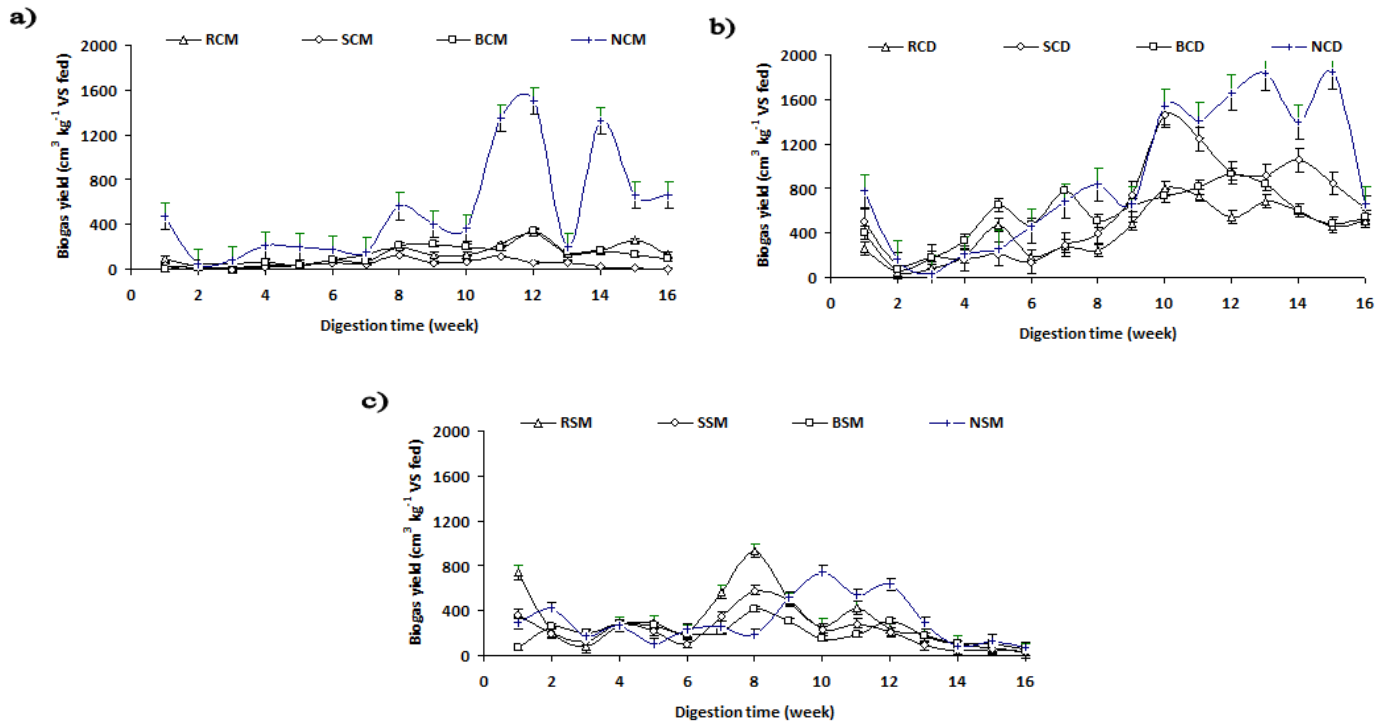 a)
RCM SCM BCM NCM
Biogas yield (cm³ kg⁻¹ VS fed)
2000
1600
1200
800
400
0
0 2 4 6 8 10 12 14 16
Digestion time (week)
b)
RCD SCD BCD NCD
Biogas yield (cm³ kg⁻¹ VS fed)
2000
1600
1200
800
400
0
0 2 4 6 8 10 12 14 16
Digestion time (week)
c)
RSM SSM BSM NSM
Biogas yield (cm³ kg⁻¹ VS fed)
2000
1600
1200
800
400
0
0 2 4 6 8 10 12 14 16
Digestion time (week)